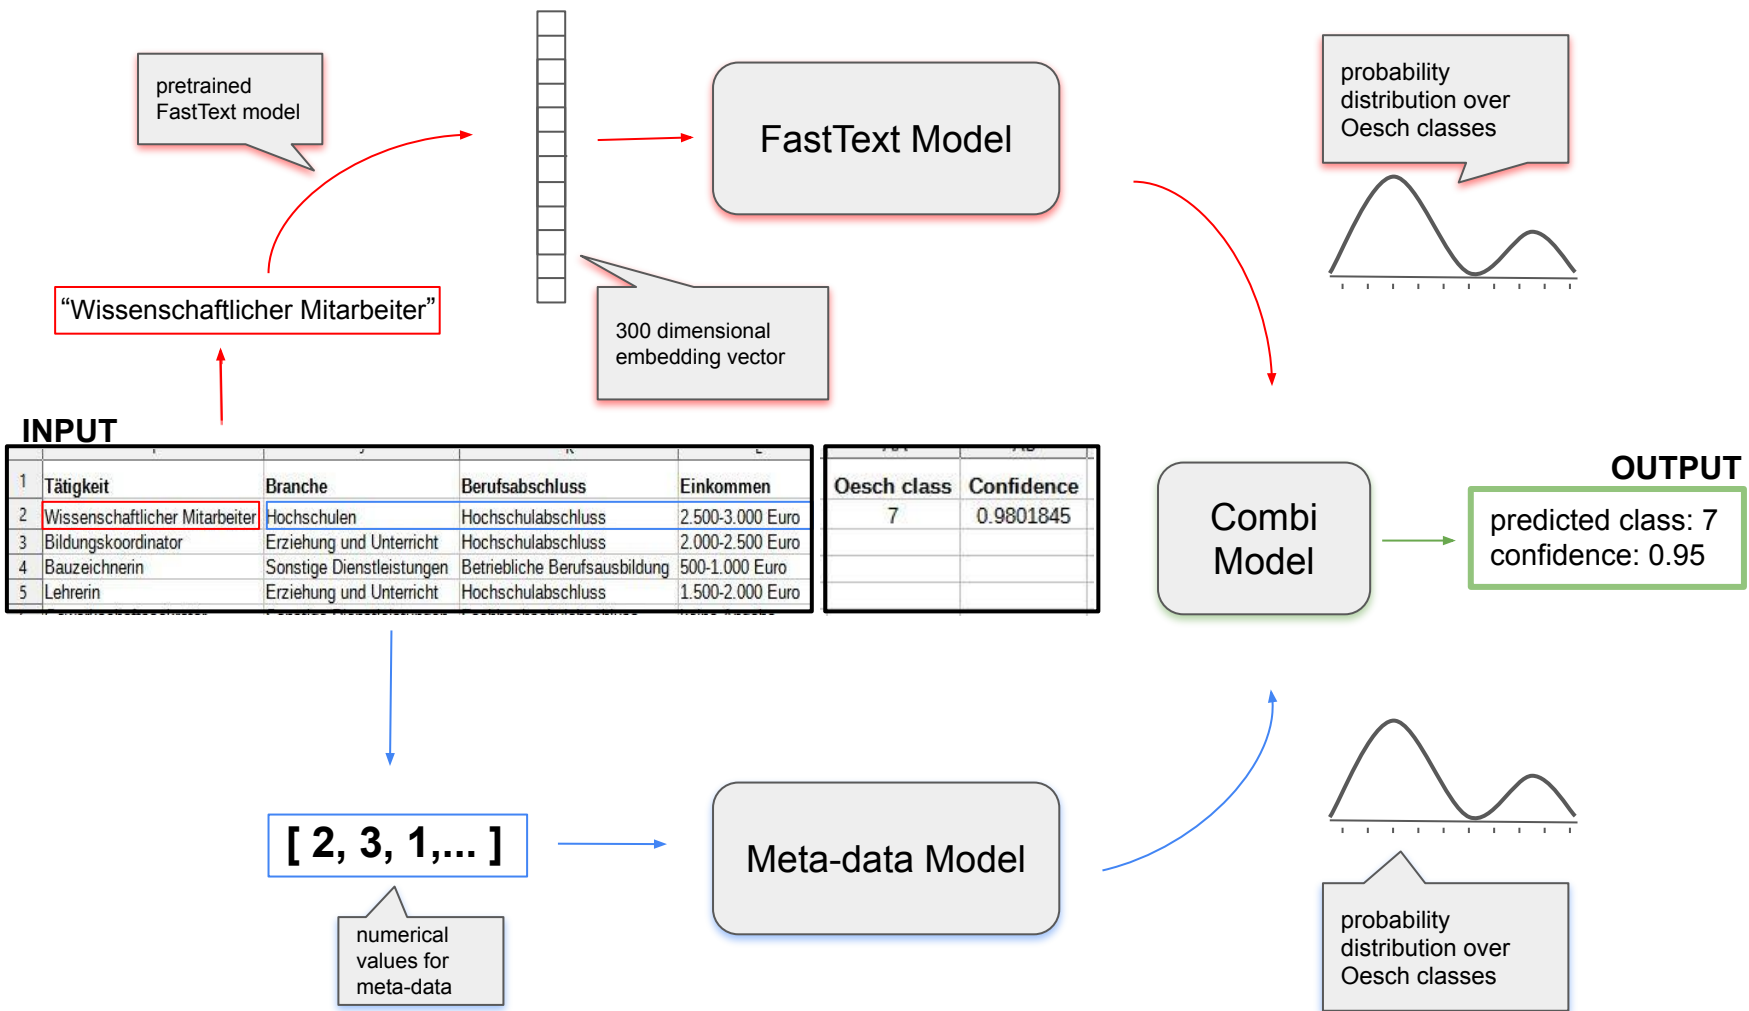 pretrained
FastText model
FastText Model
probability
distribution over
Oesch classes
“Wissenschaftlicher Mitarbeiter”
300 dimensional
embedding vector
INPUT
1 Tätigkeit Branche Berufsabschluss Einkommen
2 Wissenschaftlicher Mitarbeiter Hochschulen Hochschulabschluss 2.500-3.000 Euro
3 Bildungskoordinator Erziehung und Unterricht Hochschulabschluss 2.000-2.500 Euro
4 Bauzeichnerin Sonstige Dienstleistungen Betriebliche Berufsausbildung 500-1.000 Euro
5 Lehrerin Erziehung und Unterricht Hochschulabschluss 1.500-2.000 Euro
Oesch class Confidence
7 0.9801845
Combi
Model
OUTPUT
predicted class: 7
confidence: 0.95
[ 2, 3, 1,... ]
numerical
values for
meta-data
Meta-data Model
probability
distribution over
Oesch classes